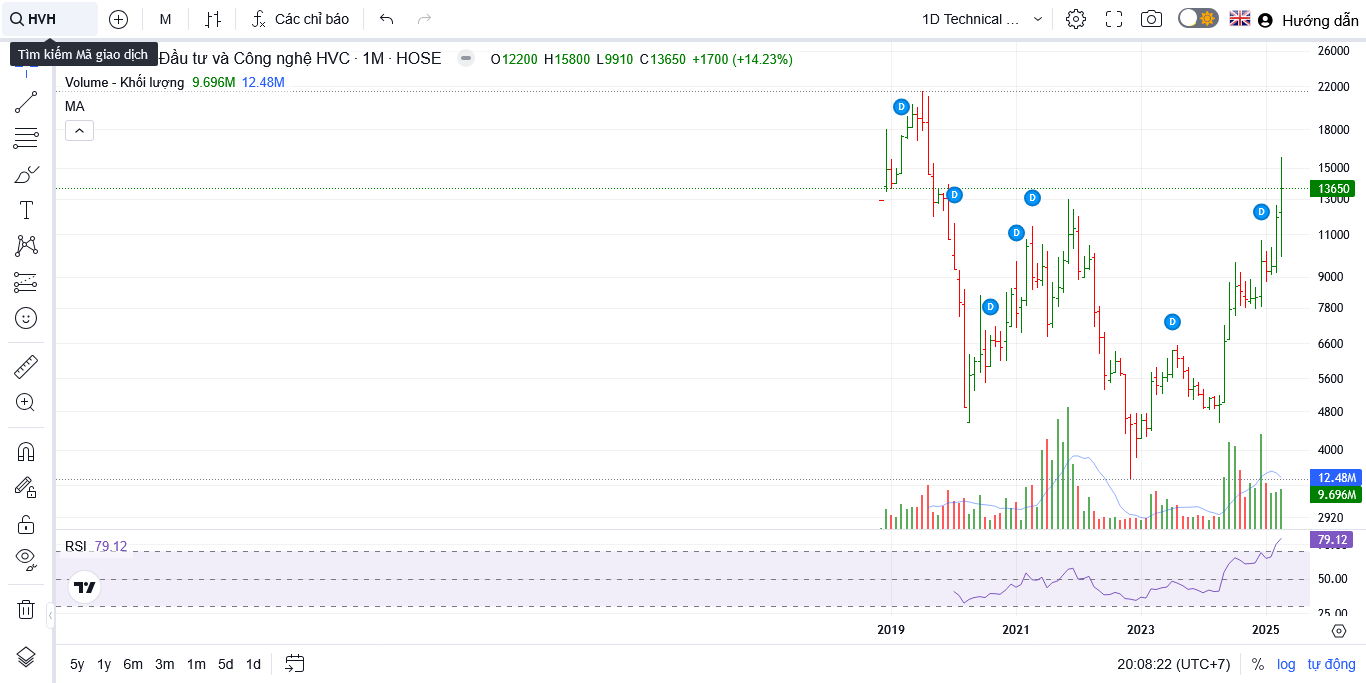 HVH
M
Các chỉ báo
1D Technical ...
Hướng dẫn
Tìm kiếm Mã giao dịch
Đầu tư và Công nghệ HVC · 1M · HOSE
O12200 H15800 L9910 C13650 +1700 (+14.23%)
Volume - Khối lượng 9.696M 12.48M
MA
D
D
D
D
D
D
D
26000
22000
18000
15000
13650
13000
11000
9000
7800
6600
5600
4800
4000
12.48M
9.696M
2920
RSI 79.12
79.12
50.00
25.00
2019
2021
2023
2025
5y 1y 6m 3m 1m 5d 1d
20:08:22 (UTC+7)
% log tự động